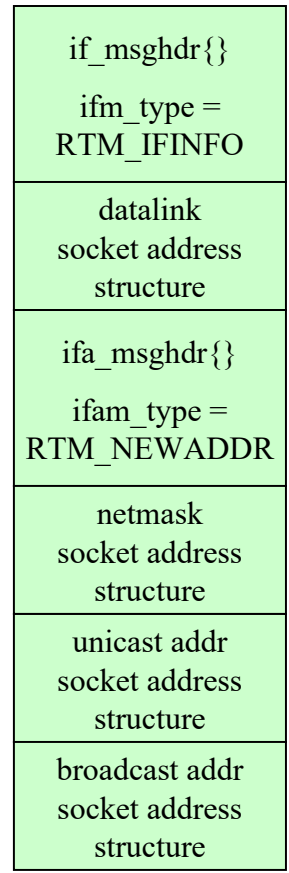 if_msghdr{}
ifm_type =
RTM_IFINFO
datalink
socket address
structure
ifa_msghdr{}
ifam_type =
RTM_NEWADDR
netmask
socket address
structure
unicast addr
socket address
structure
broadcast addr
socket address
structure